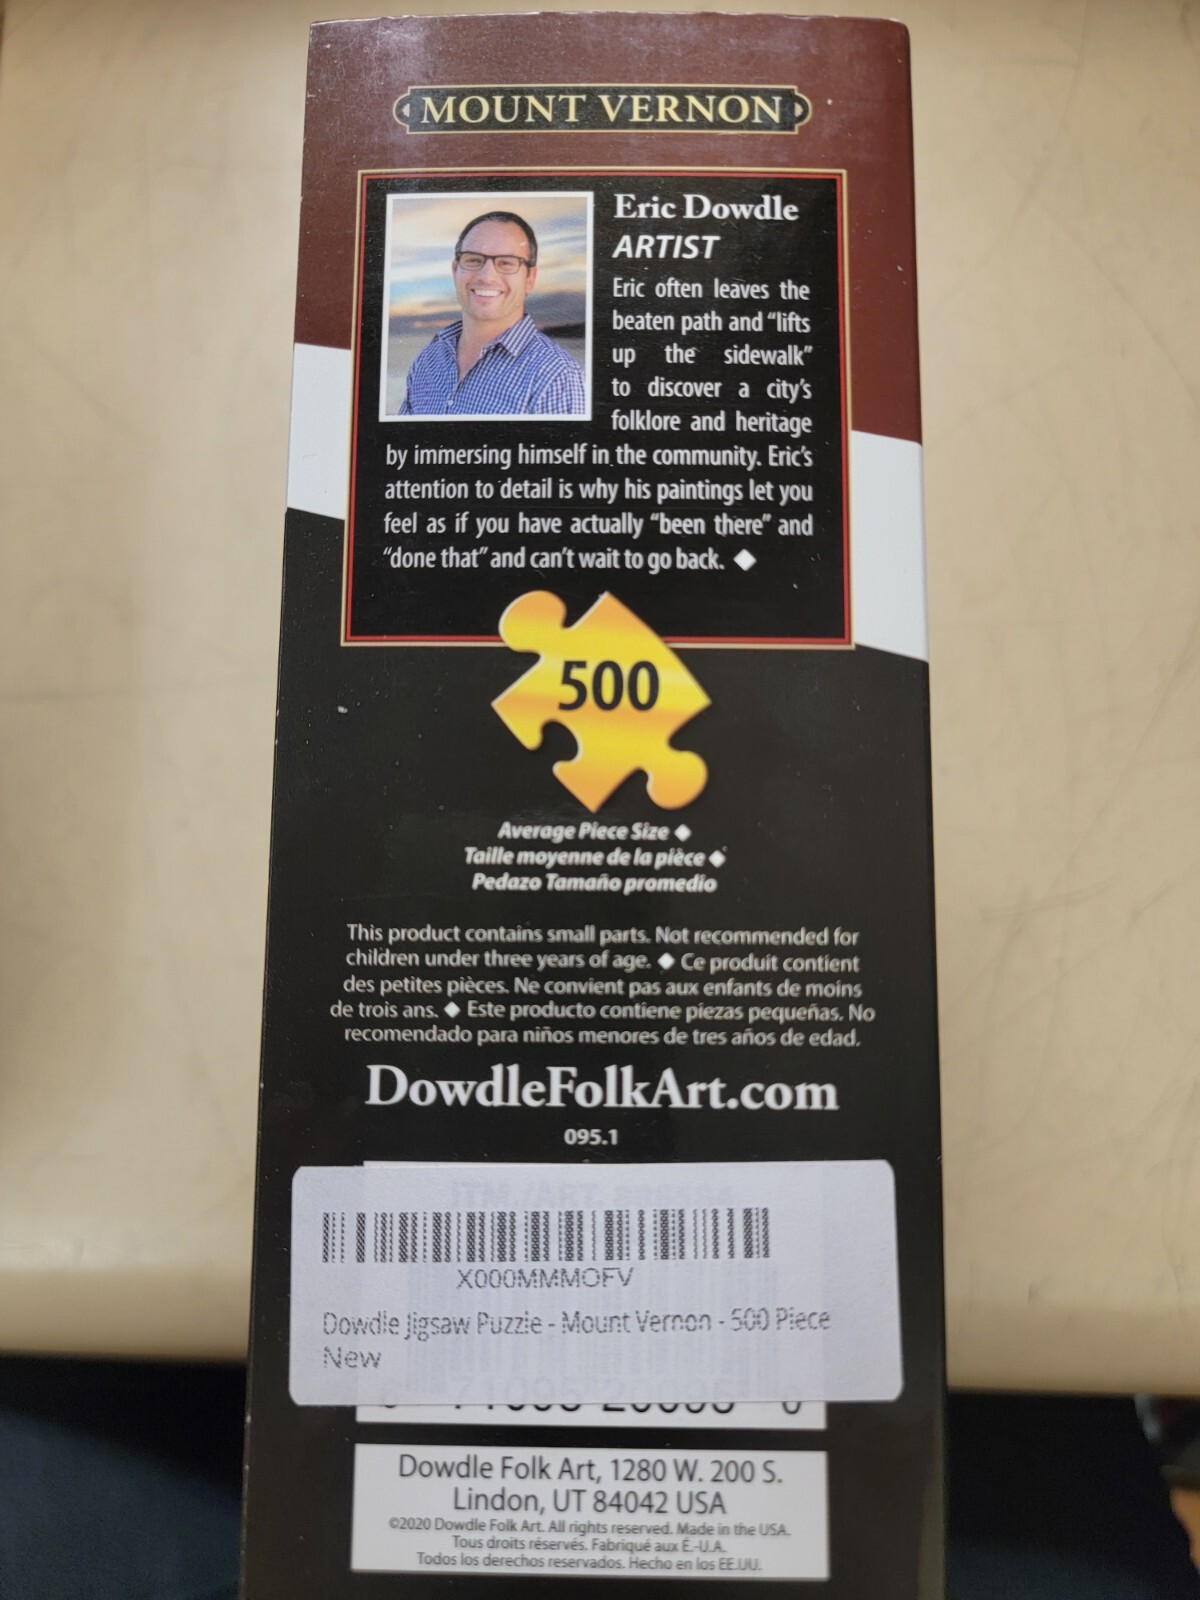 MOUNT VERNON
Eric Dowdle
ARTIST
Eric often leaves the
beaten path and “lifts
up the sidewalk”
to discover a city’s
folklore and heritage
by immersing himself in the community. Eric’s
attention to detail is why his paintings let you
feel as if you have actually “been there” and
“done that” and can’t wait to go back. ◆
500
Average Piece Size ◆
Taille moyenne de la pièce ◆
Pedazo Tamaño promedio
This product contains small parts. Not recommended for
children under three years of age. ◆ Ce produit contient
des petites pièces. Ne convient pas aux enfants de moins
de trois ans. ◆ Este producto contiene piezas pequeñas. No
recomendado para niños menores de tres años de edad.
DowdleFolkArt.com
095.1
X000MMMOFV
Dowdle Jigsaw Puzzle - Mount Vernon - 500 Piece
New
Dowdle Folk Art, 1280 W. 200 S.
Lindon, UT 84042 USA
©2020 Dowdle Folk Art. All rights reserved. Made in the USA.
Tous droits réservés. Fabriqué aux É.-U.A.
Todos los derechos reservados. Hecho en los EE.UU.